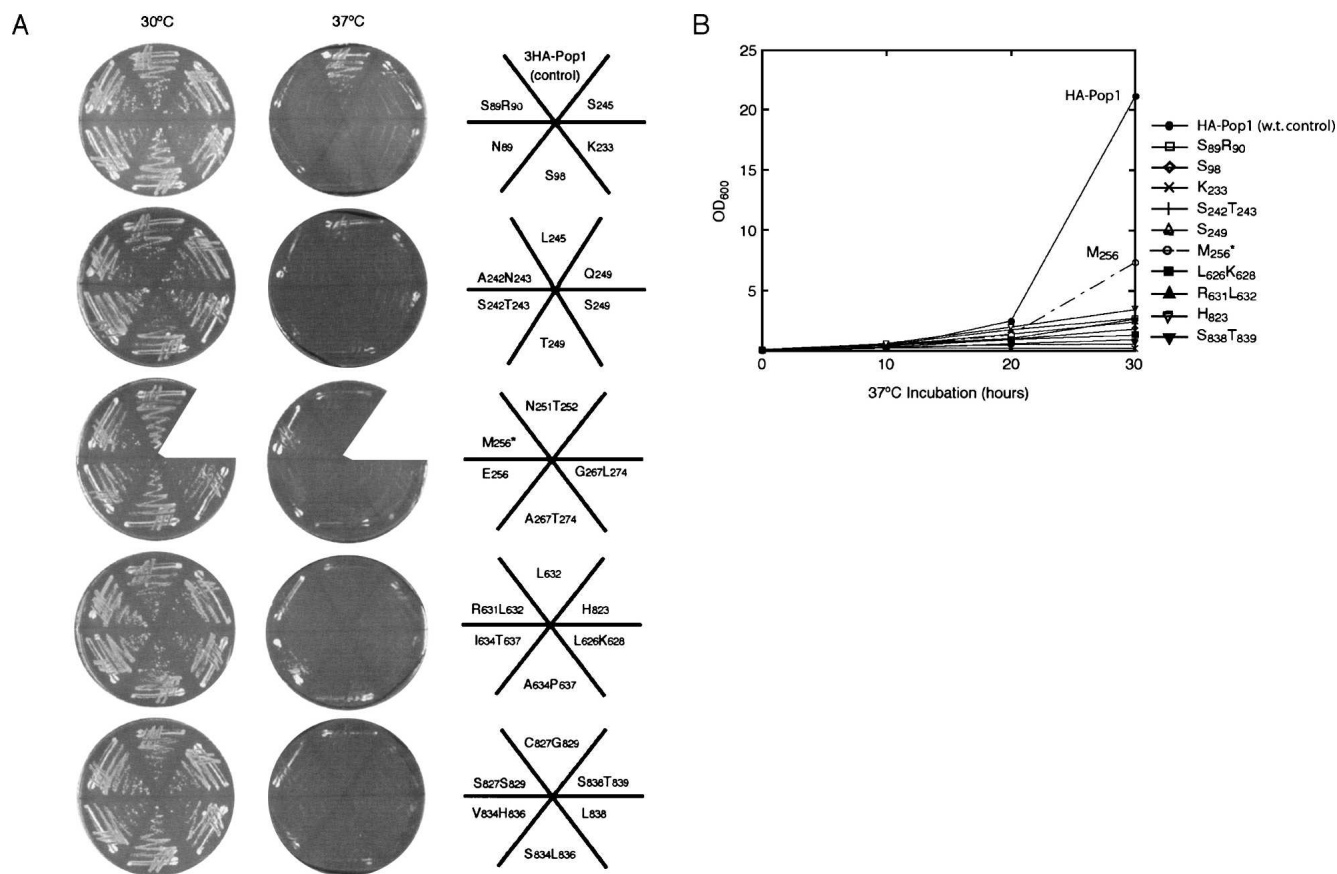 A
30ºC
37ºC
3HA-Pop1
(control)
S89R90
S245
N89
K233
S98
L245
A242N243
Q249
S242T243
S249
T249
N251T252
M256*
E256
G267L274
A267T274
L632
R631L632
H823
I634T637
L626K628
A634P637
C827G829
S827S829
S838T839
V834H836
L838
S834L836
B
25
20
15
10
5
OD600
0
10
20
30
37ºC Incubation (hours)
HA-Pop1
M256
HA-Pop1 (w.t. control)
S89R90
S98
K233
S242T243
S249
M256*
L626K628
R631L632
H823
S838T839